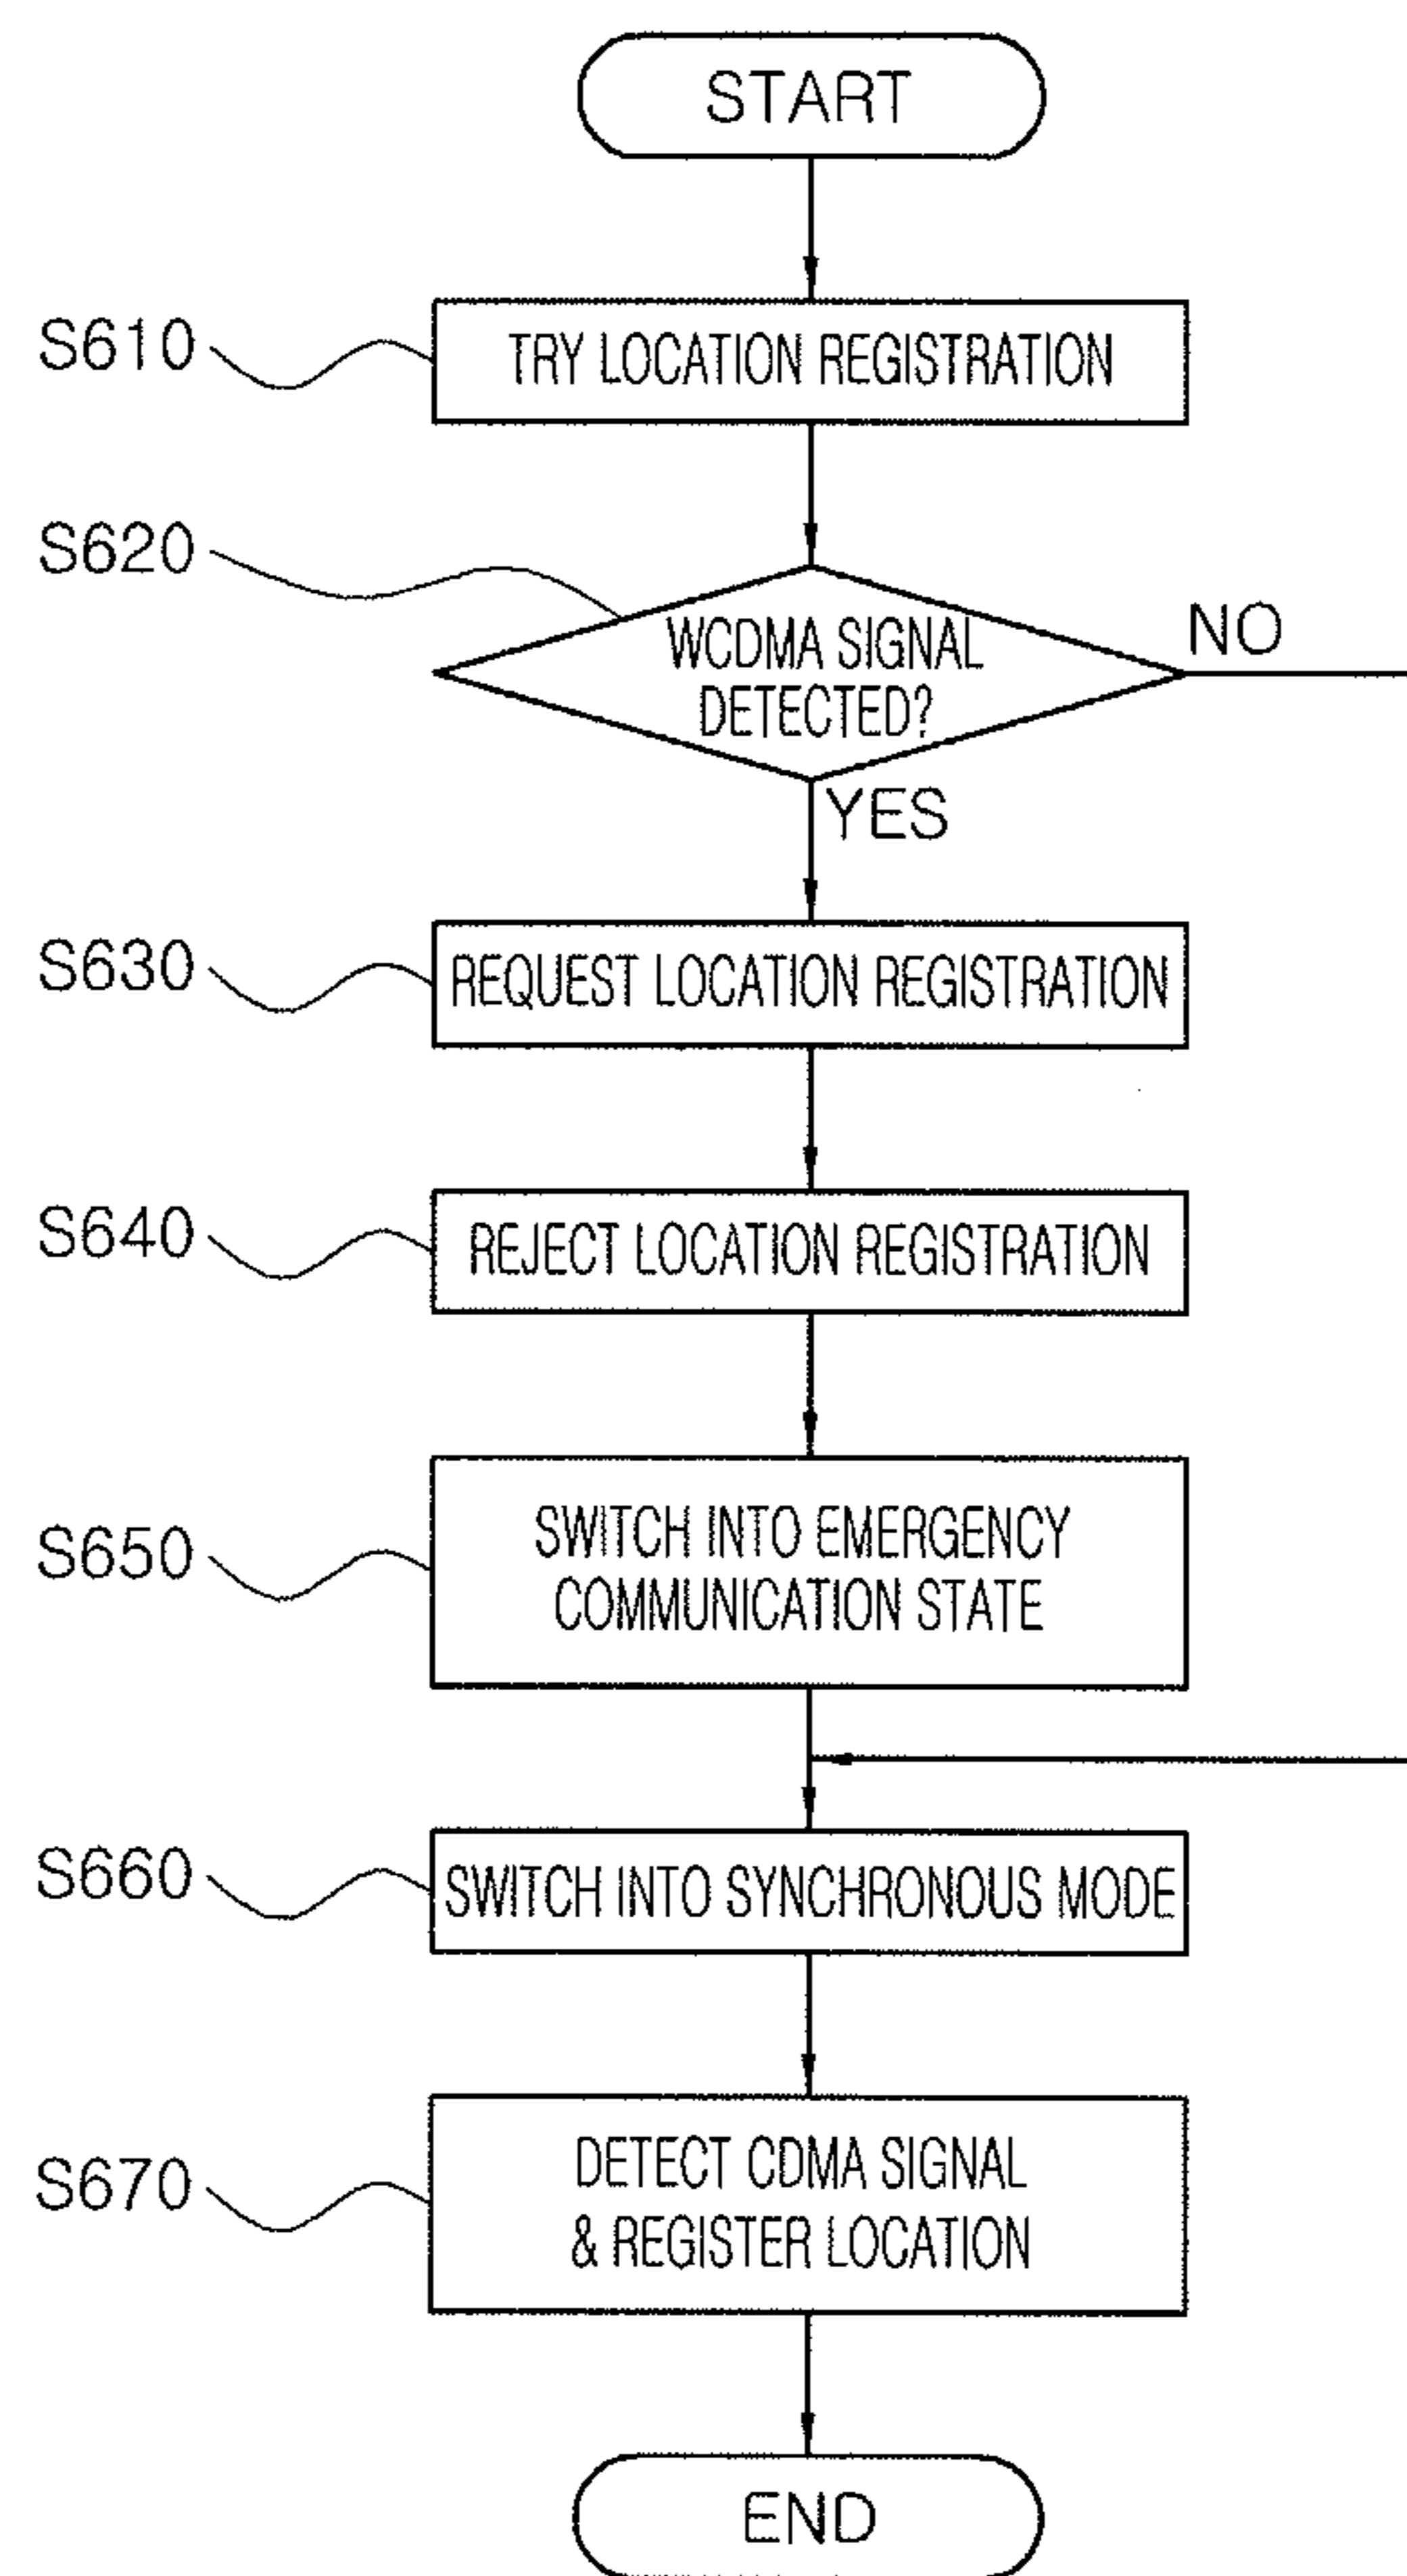 START
S610
TRY LOCATION REGISTRATION
S620
WCDMA SIGNAL
DETECTED?
NO
YES
S630
REQUEST LOCATION REGISTRATION
S640
REJECT LOCATION REGISTRATION
S650
SWITCH INTO EMERGENCY
COMMUNICATION STATE
S660
SWITCH INTO SYNCHRONOUS MODE
S670
DETECT CDMA SIGNAL
& REGISTER LOCATION
END